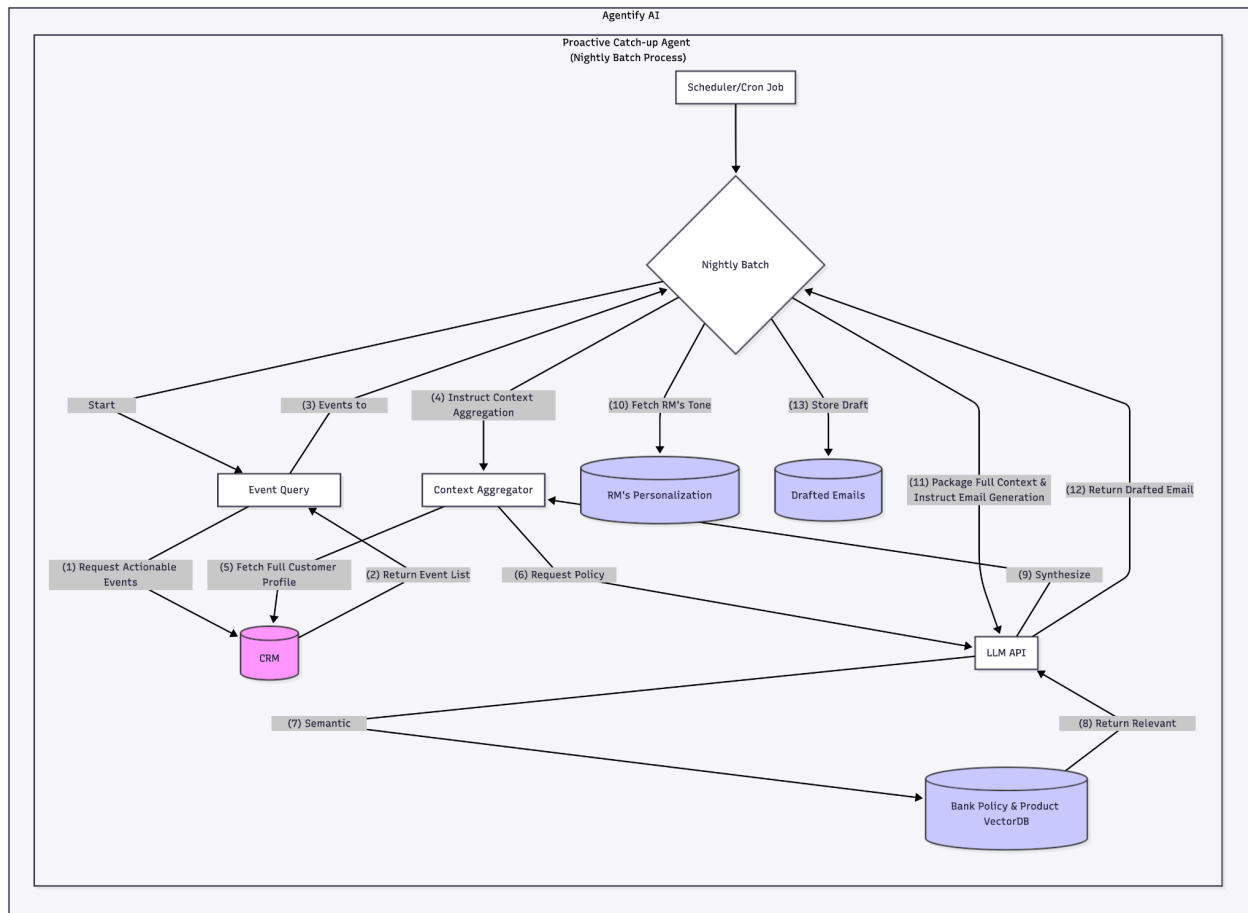 Agentify AI
Proactive Catch-up Agent
(Nightly Batch Process)
Scheduler/Cron Job
Nightly Batch
Start
(3) Events to
(4) Instruct Context
Aggregation
(10) Fetch RM's Tone
(13) Store Draft
Event Query
Context Aggregator
RM's Personalization
Drafted Emails
(11) Package Full Context &
Instruct Email Generation
(12) Return Drafted Email
(1) Request Actionable
Events
(5) Fetch Full Customer
Profile
(2) Return Event List
(6) Request Policy
(9) Synthesize
CRM
LLM API
(7) Semantic
(8) Return Relevant
Bank Policy & Product
VectorDB